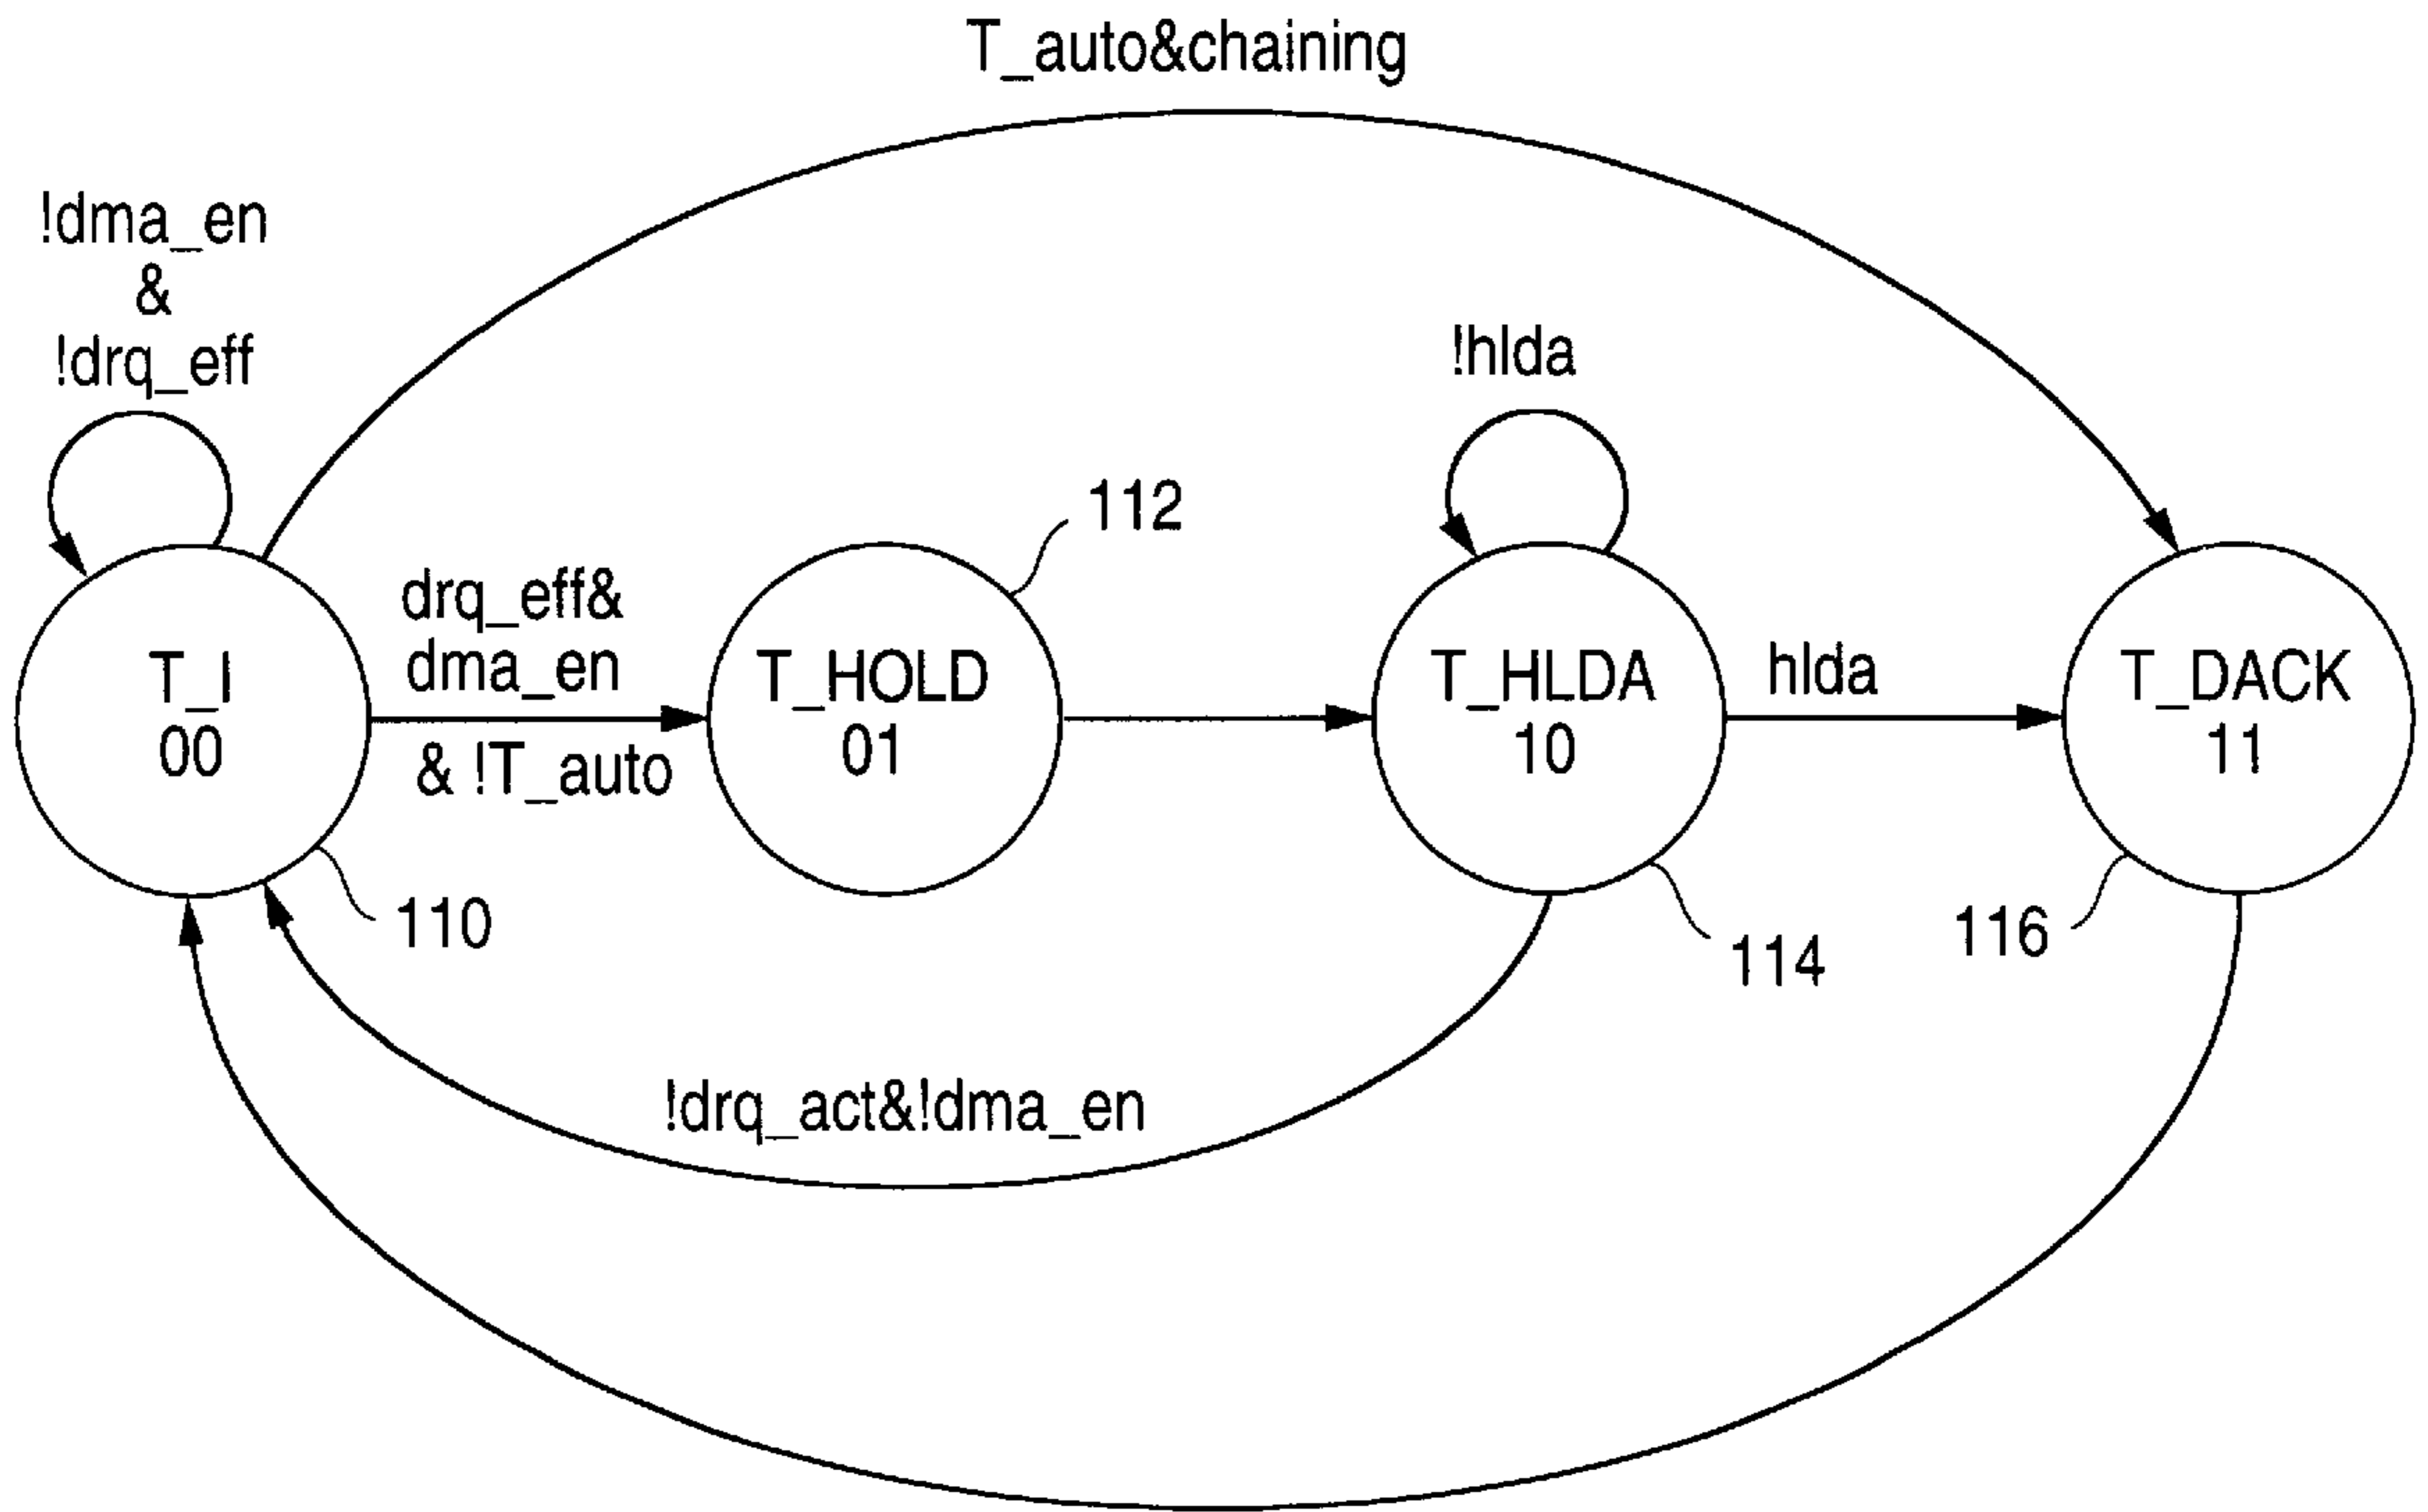 T_auto&chaining
!dma_en
&
!drq_eff
!hlda
112
drq_eff&
dma_en
& !T_auto
T_I
00
T_HOLD
01
T_HLDA
10
hlda
T_DACK
11
110
114
116
!drq_act&!dma_en